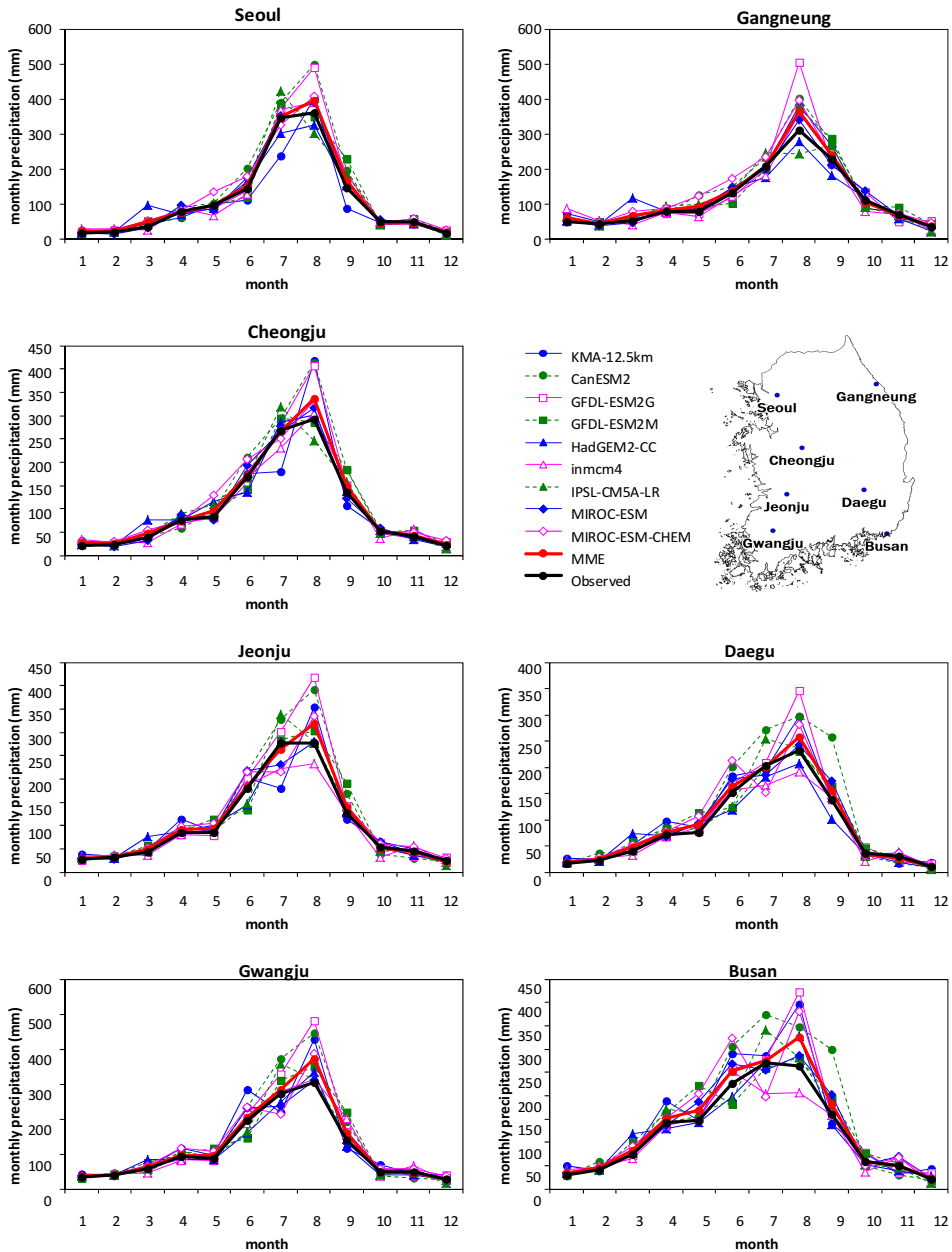 Seoul
monthly precipitation (mm)
600
500
400
300
200
100
0
1 2 3 4 5 6 7 8 9 10 11 12
month
Gangneung
monthly precipitation (mm)
600
500
400
300
200
100
0
1 2 3 4 5 6 7 8 9 10 11 12
month
Cheongju
monthly precipitation (mm)
450
400
350
300
250
200
150
100
50
0
1 2 3 4 5 6 7 8 9 10 11 12
month
KMA-12.5km
CanESM2
GFDL-ESM2G
GFDL-ESM2M
HadGEM2-CC
inmcm4
IPSL-CM5A-LR
MIROC-ESM
MIROC-ESM-CHEM
MME
Observed
Seoul
Gangneung
Cheongju
Jeonju
Daegu
Gwangju
Busan
Jeonju
monthly precipitation (mm)
450
400
350
300
250
200
150
100
50
0
1 2 3 4 5 6 7 8 9 10 11 12
month
Daegu
monthly precipitation (mm)
400
350
300
250
200
150
100
50
0
1 2 3 4 5 6 7 8 9 10 11 12
month
Gwangju
monthly precipitation (mm)
600
500
400
300
200
100
0
1 2 3 4 5 6 7 8 9 10 11 12
month
Busan
monthly precipitation (mm)
450
400
350
300
250
200
150
100
50
0
1 2 3 4 5 6 7 8 9 10 11 12
month